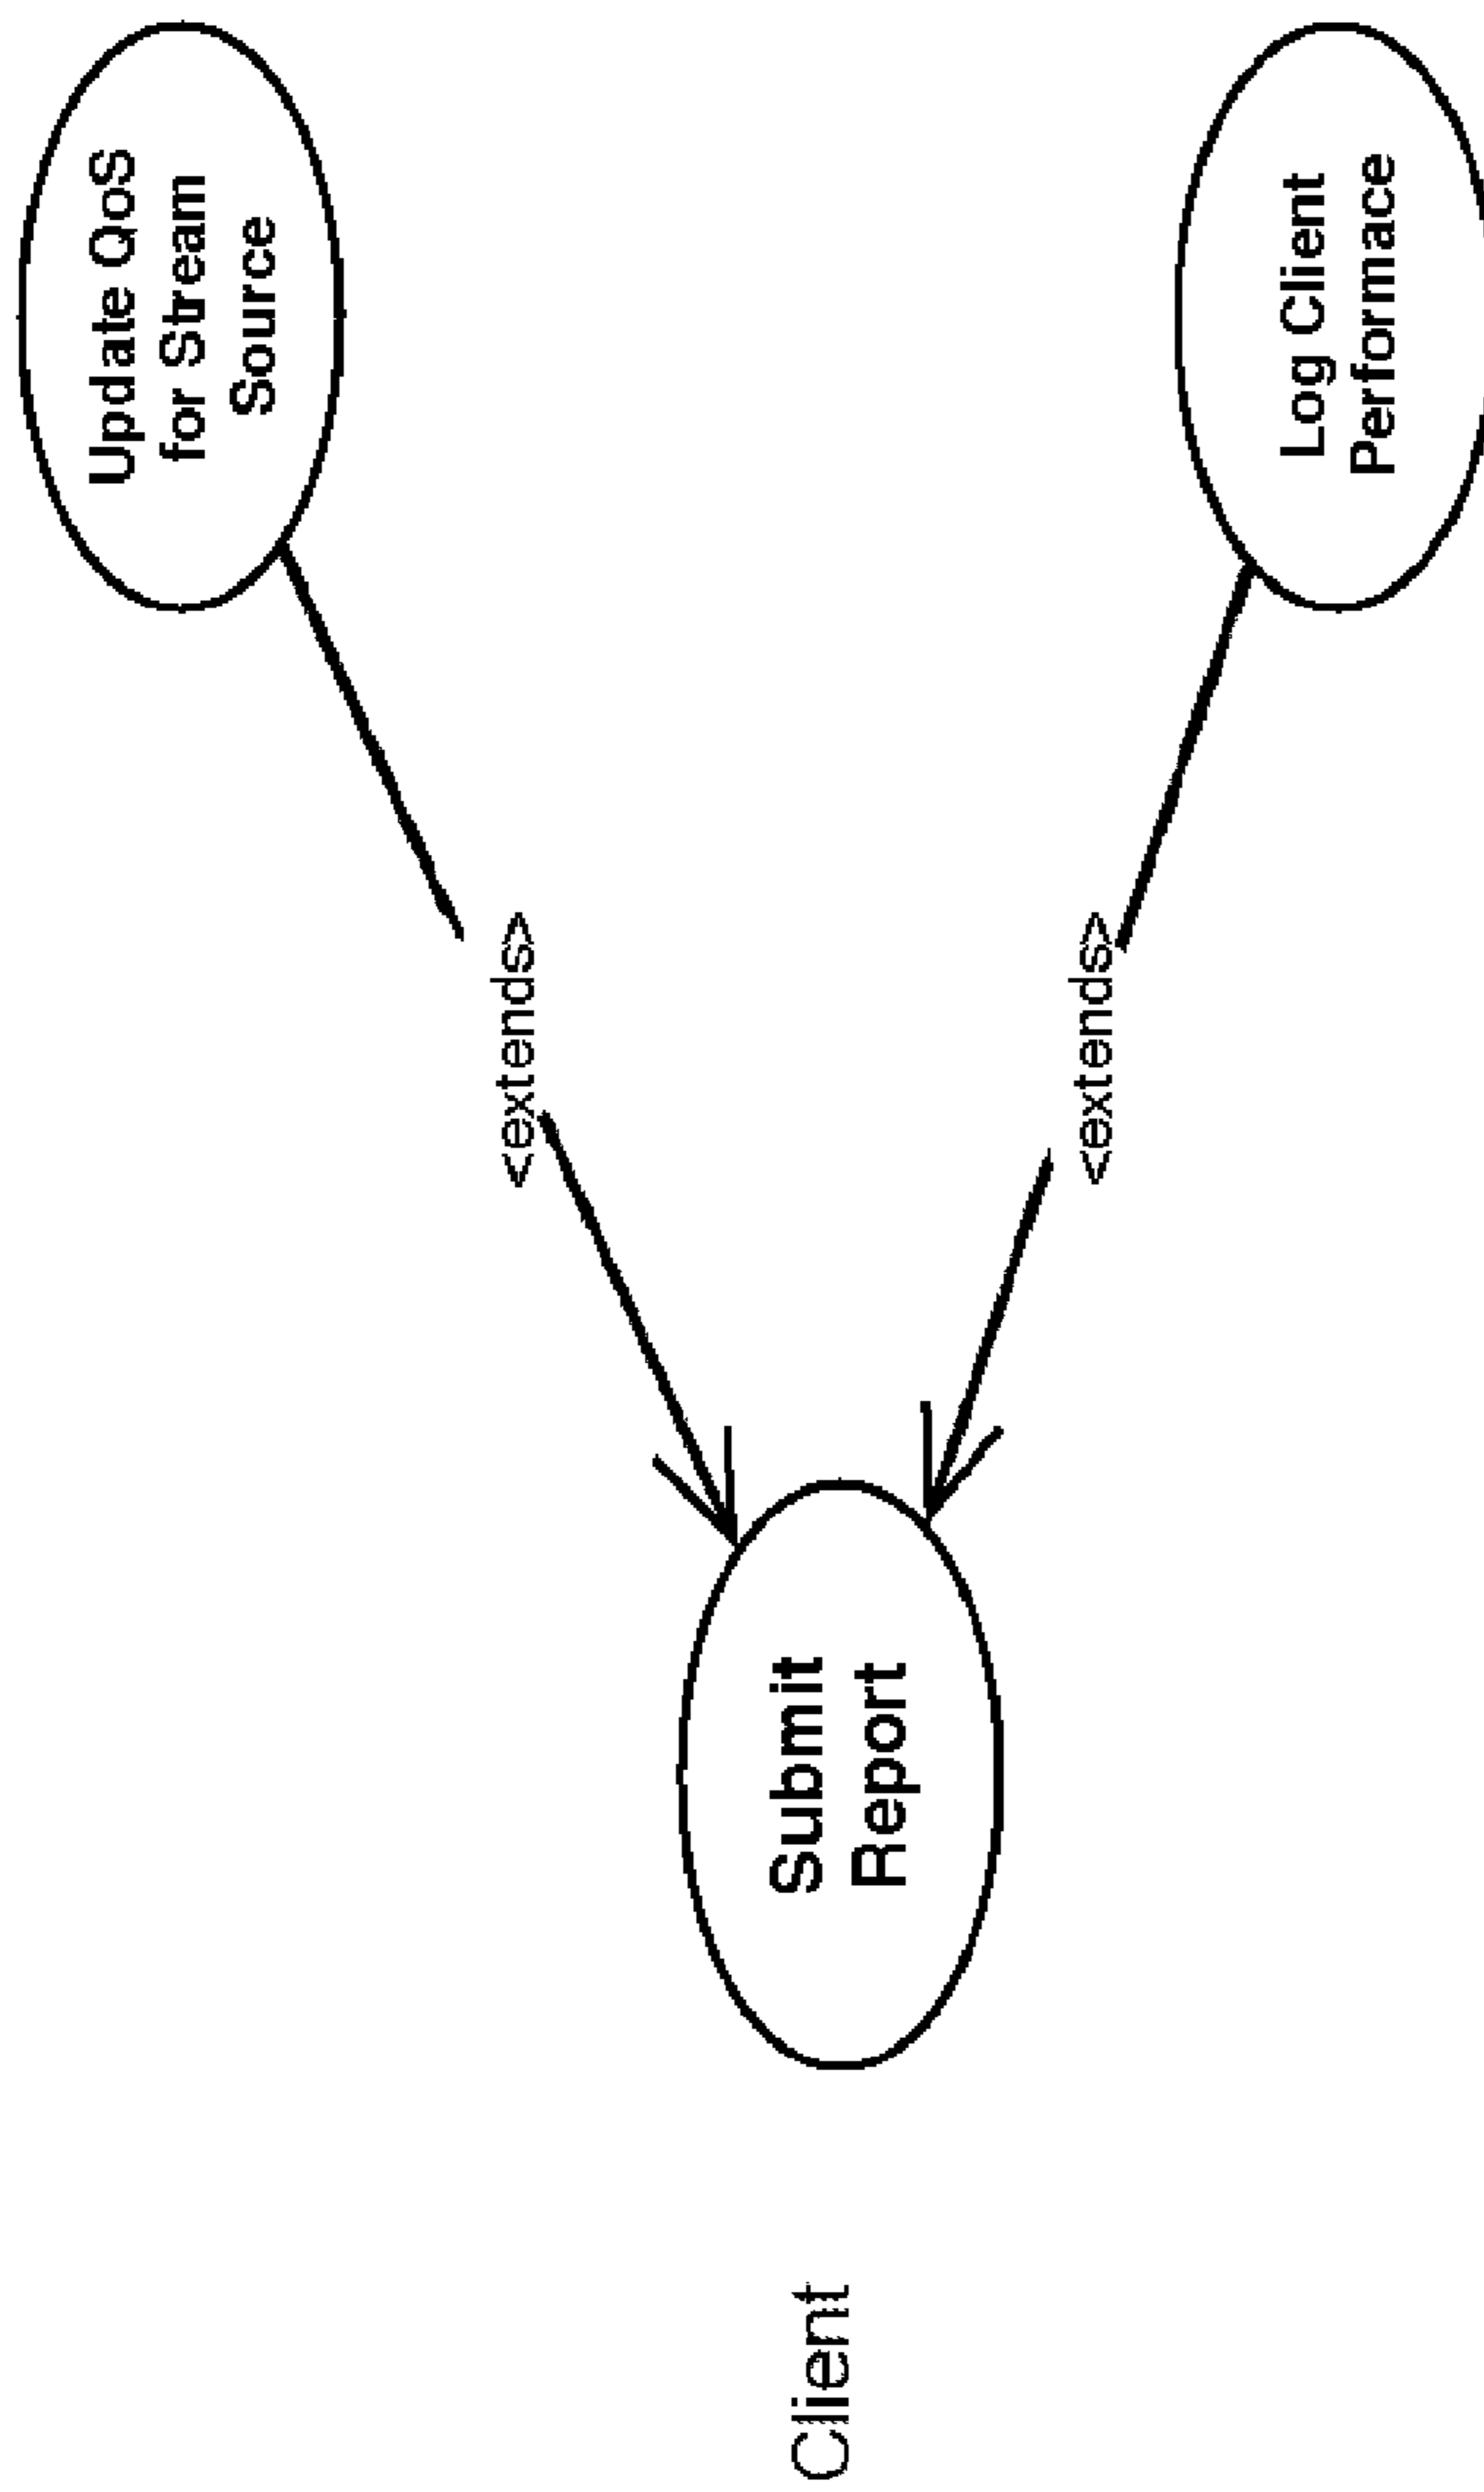 Update QoS
for Stream
Source
<extends>
Client
Submit
Report
<extends>
Log Client
Performace